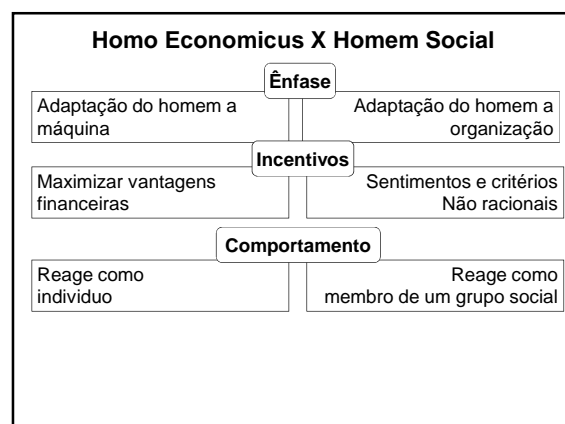 Homo Economicus X Homem Social
Ênfase
Adaptação do homem a
máquina
Adaptação do homem a
organização
Incentivos
Maximizar vantagens
financeiras
Sentimentos e critérios
Não racionais
Comportamento
Reage como
individuo
Reage como
membro de um grupo social